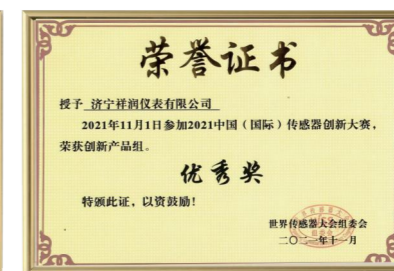 荣誉证书
授予 济宁祥润仪表有限公司
2021年11月1日参加2021中国（国际）传感器创新大赛，
荣获创新产品组。
优秀奖
特颁此证，以资鼓励！
世界传感器大会组委会
二〇二一年十一月